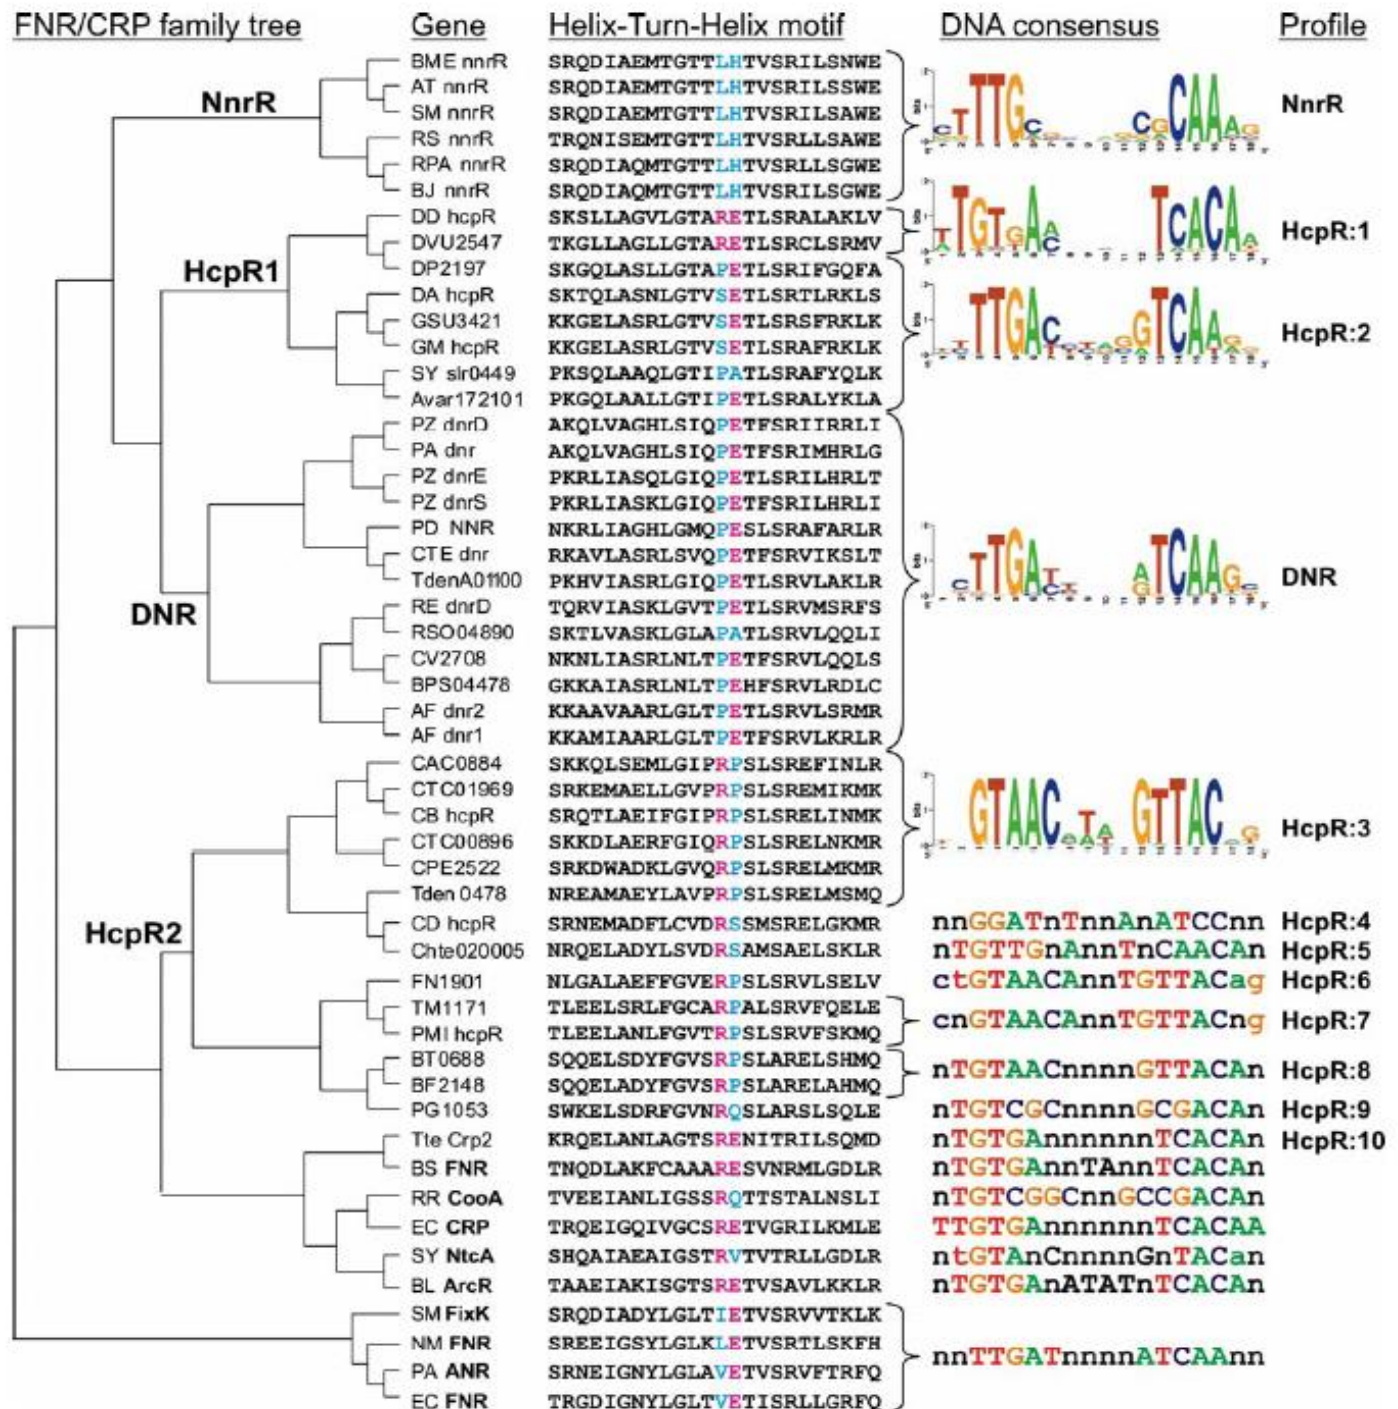 FNR/CRP family tree Gene Helix-Turn-Helix motif DNA consensus Profile
BME nnrR SRQDIAEMTGTTLHTVSRILSNWE
AT nnrR SRQDIAEMTGTTLHTVSRILSSWE
SM nnrR SRQDIAEMTGTTLHTVSRILSAWE
NnrR
NnrR
RS nnrR TRQNISEMTGTTLHTVSRLLSAWE
RPA nnrR SRQDIAQMTGTTLHTVSRLLSGWE
BJ nnrR SRQDIAQMTGTTLHTVSRILSGWE
DD hcpR SKSLLAGVLGTARETLSRALAKLV
HcpR:1
DVU2547 TKGLLAGLLGTARETLSRCLSRMV
HcpR1
DP2197 SKGQLASLLGTAPETLSRIFGQFA
DA hcpR SKTQLASNLGTVSETLSRTLRKLS
GSU3421 KKGELASRLGTVSETLSRSFRKLK
HcpR:2
GM hcpR KKGELASRLGTVSETLSRAFRKLK
SY slr0449 PKSQLAAQLGTIPATLSRAFYQLK
Avar172101 PKGQLAALLGTIPETLSRALYKLA
PZ dnrD AKQLVAGHLSIQPETFSRIIRRLI
PA dnr AKQLVAGHLSIQPETFSRIMHRLG
PZ dnrE PKRLIASQLGIQPETLSRILHRLT
PZ dnrS PKRLIASKLGIQPETFSRILHRLI
PD NNR NKRLIAGHLGMQPESLSRAFARLR
CTE dnr RKAVLASRLSVQPETFSRVIKSLT
TdenA01100 PKHVIASRLGIQPETLSRVLAKLR
DNR
RE dnrD TQRVIASKLGVTPETLSRVMSRFS
DNR
RSO04890 SKTLVASKLGLAPATLSRVLQQLI
CV2708 NKNLIASRLNLTPETFSRVLQQLS
BPS04478 GKKAIASRLNLTPEHFSRVLRDLC
AF dnr2 KKAAVAARLGLTPETLSRVLSRMR
AF dnr1 KKAMIAARLGLTPETFSRVLKRLR
CAC0884 SKKQLSEMLGIPRPSLSREFINLR
CTC01969 SRKEMAELLGVPRPSLSREMIKMK
CB hcpR SRQTLAEIFGIPRPSLSRELINMK
HcpR:3
CTC00896 SKKDLAERFGIQRPSLSRELNKMR
CPE2522 SRKDWADKLGVQRPSLSRELMKMR
Tden 0478 NREAMAEYLAVPRPSLSRELMSMQ
CD hcpR SRNEMADFLCVDRSSMSRELGKMR nnGGATnTnnAnATCCnn HcpR:4
HcpR2
Chte020005 NRQELADYLSVDRSAMSAELSKLR nTGTTGnAnnTnCAACAn HcpR:5
FN1901 NLGALAEFFGVERPSLSRVLSELV ctGTAACAnnTGTTACag HcpR:6
TM1171 TLEELSRLFGCARPALSRVFQELE
cnGTAACAnnTGTTACng HcpR:7
PMI hcpR TLEELANLFGVTRPSLSRVFSKMQ
BT0688 SQQELSDYFGVSRPSLARELSHMQ
nTGTAACnnnnGTTACAn HcpR:8
BF2148 SQQELADYFGVSRPSLARELAHMQ
PG1053 SWKELSDRFGVNRQSLARSLSQLE nTGTCGCnnnnGCGACAn HcpR:9
Tte Crp2 KRQELANLAGTSRENITRILSQMD nTGTGAnnnnnnTCACAn HcpR:10
BS FNR TNQDLAKFCAAARESVNRMLGDLR nTGTGAnnTAnnTCACAn
RR CooA TVEEIANLIGSSRQTTSTALNSLI nTGTCGGCnnGCCGACAn
EC CRP TRQEIGQIVGCSRETVGRILKMLE TTGTGAnnnnnnTCACAA
SY NtcA SHQAIAEAIGSTRVTVTRLLGDLR ntGTAnCnnnnGnTACan
BL ArcR TAAEIAKISGTSRETVSAVLKKLR nTGTGAnATATnTCACAn
SM FixK SRQDIADYLGLTIETVSRVVTKLK
NM FNR SREEIGSYLGLKLETVSRTLSKFH
nnTTGATnnnnATCAAnn
PA ANR SRNEIGNYLGLAVETVSRVFTRFQ
EC FNR TRGDIGNYLGLTVETISRLLGRFQ